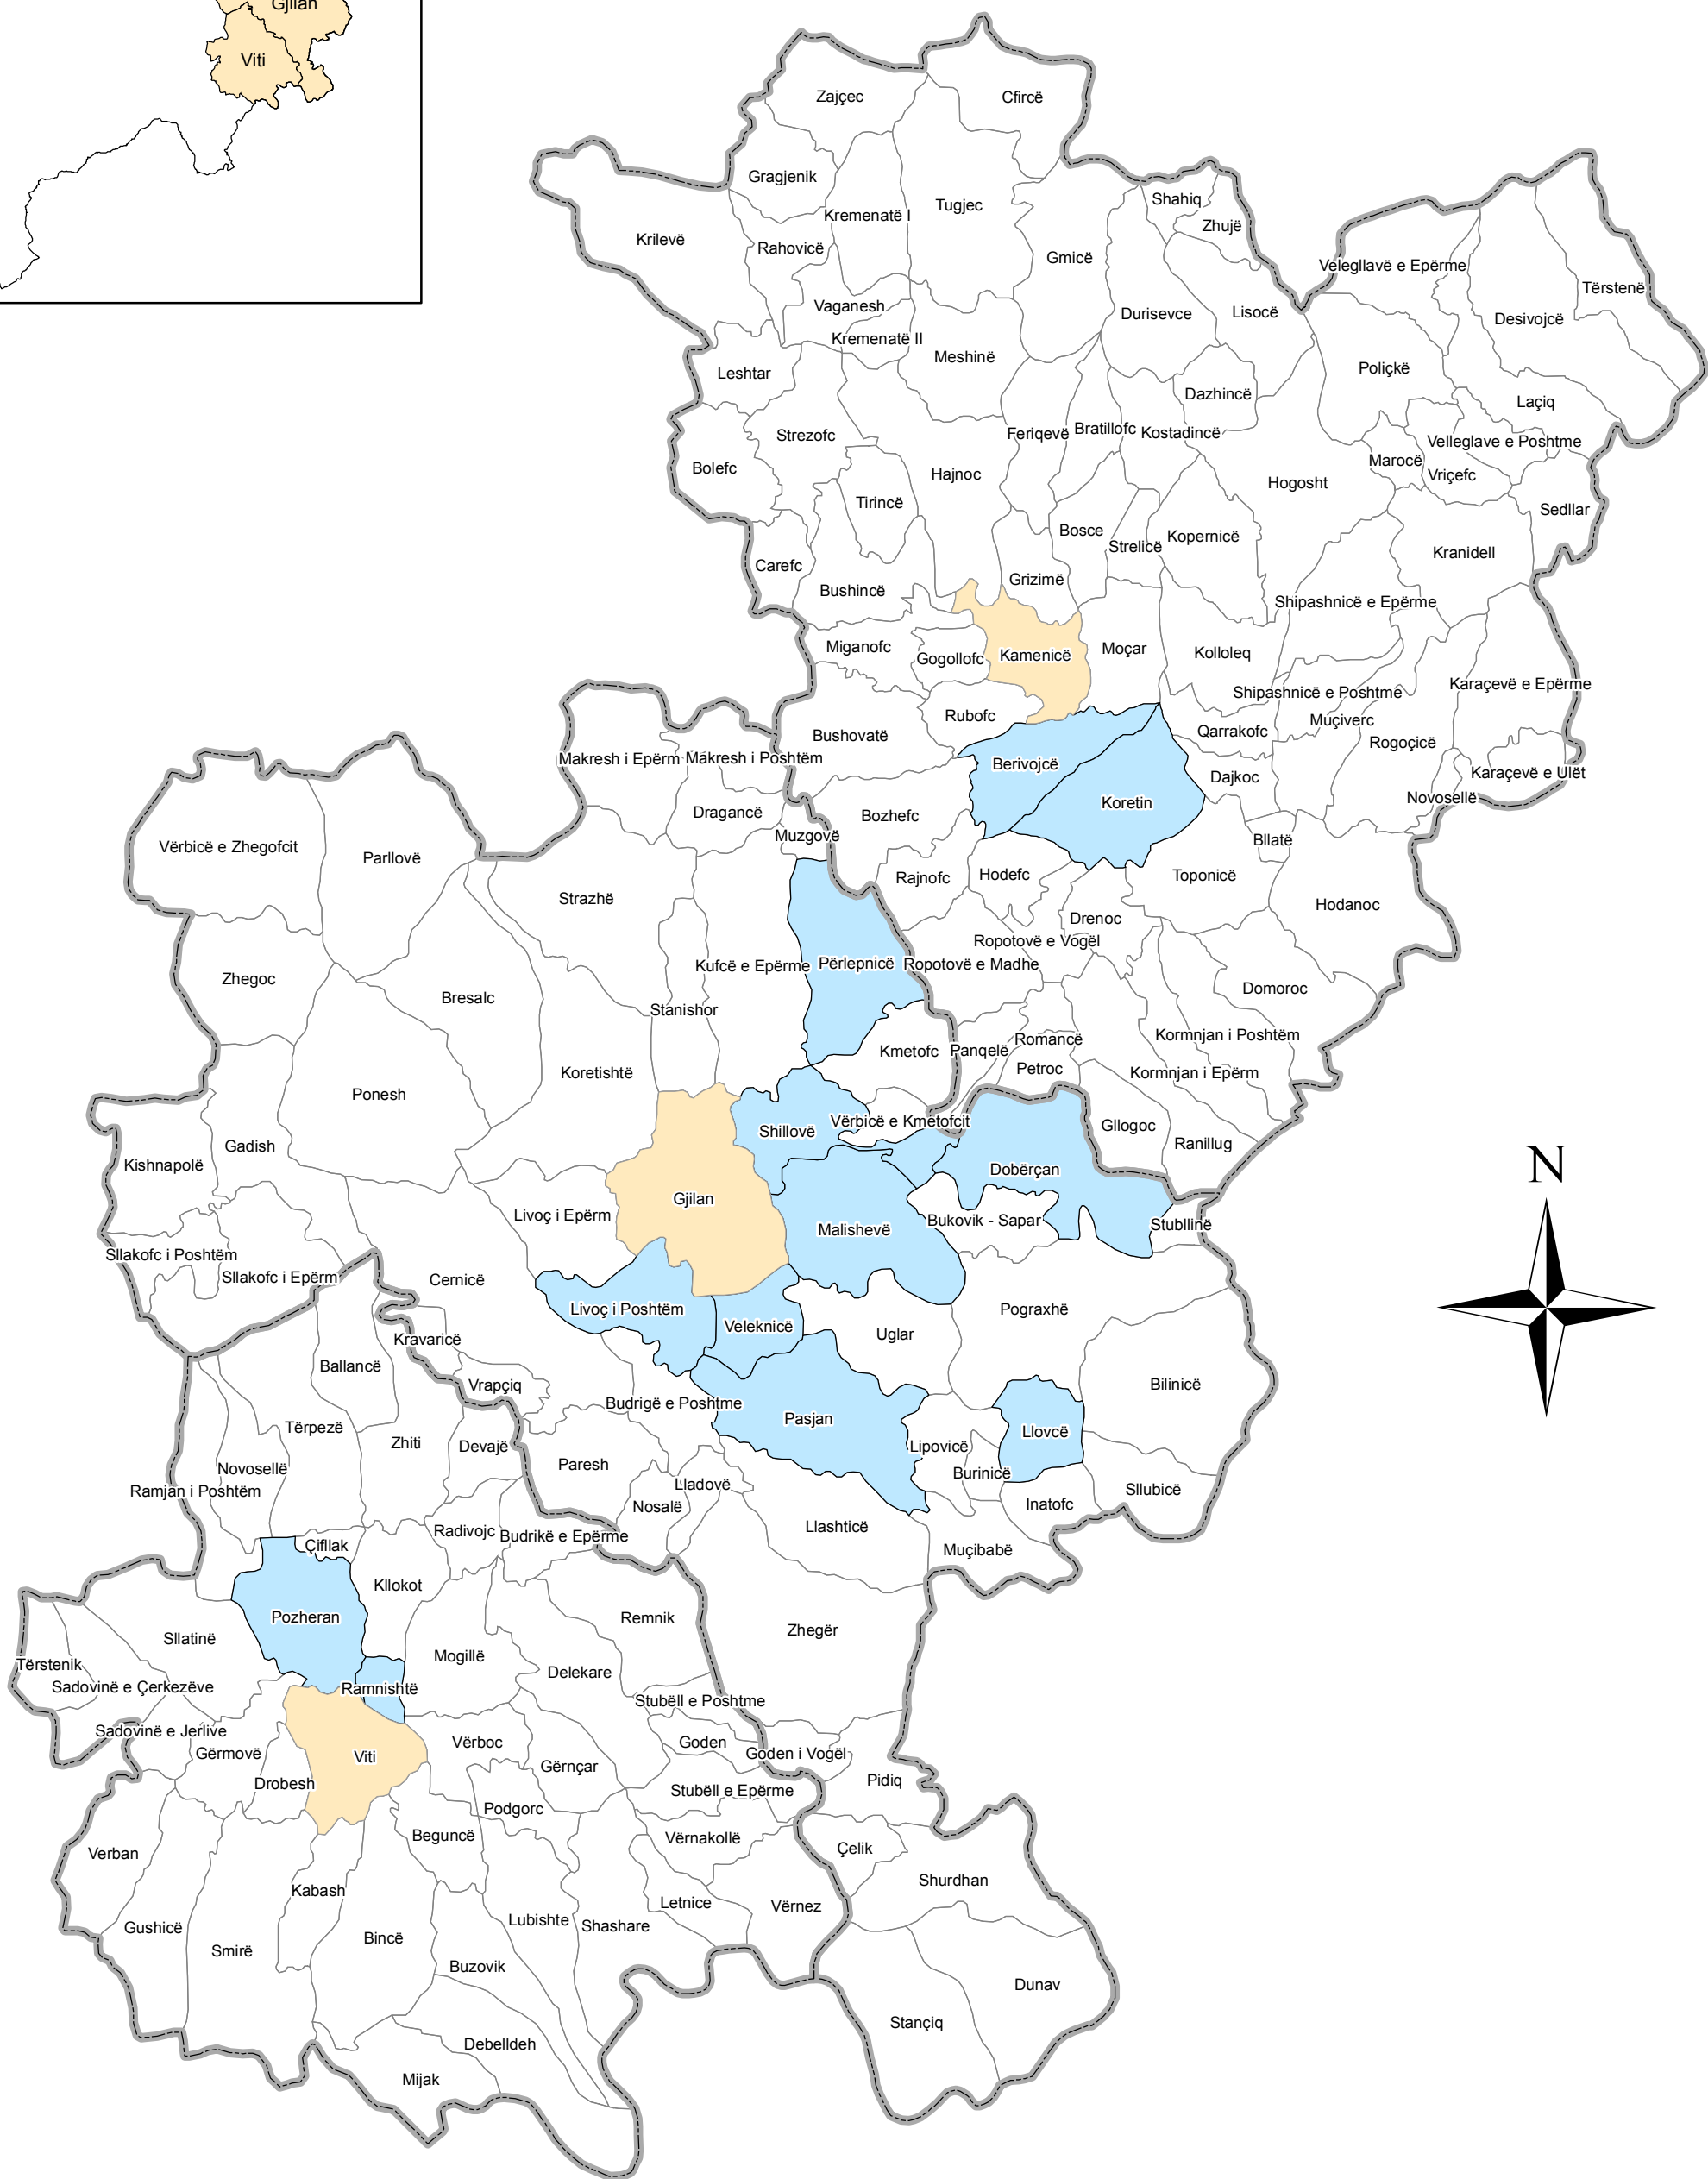 Gjilan
Viti
Zajçec
Cfircë
Gragjenik
Shahiq
Tugjec
Kremenatë I
Zhujë
Krilevë
Rahovicë
Gmicë
Velegllavë e Epërme
Tërstenë
Vaganesh
Durisevce
Lisocë
Desivojcë
Kremenatë II
Meshinë
Poliçkë
Leshtar
Dazhincë
Laçiq
Strezofc
Feriqevë
Bratillofc
Kostadincë
Velleglave e Poshtme
Bolefc
Marocë
Hajnoc
Vriçefc
Hogosht
Tirincë
Sedllar
Bosce
Kopernicë
Strelicë
Kranidell
Carefc
Grizimë
Bushincë
Shipashnicë e Epërme
Miganofc
Gogollofc
Kamenicë
Moçar
Kolloleq
Karaçevë e Epërme
Shipashnicë e Poshtme
Rubofc
Muçiverc
Bushovatë
Qarrakofc
Rogoçicë
Makresh i Epërm
Makresh i Poshtëm
Berivojcë
Karaçevë e Ulët
Dajkoc
Novosellë
Koretin
Dragancë
Bozhefc
Muzgovë
Bllatë
Vërbicë e Zhegofcit
Parllovë
Rajnofc
Hodefc
Toponicë
Strazhë
Hodanoc
Drenoc
Ropotovë e Vogël
Kufcë e Epërme
Përlepnicë
Ropotovë e Madhe
Zhegoc
Domoroc
Bresalc
Stanishor
Kormnjan i Poshtëm
Romancë
Kmetofc
Panqelë
Petroc
Koretishtë
Kormnjan i Epërm
Ponesh
Vërbicë e Kmetofcit
Gllogoc
Shillovë
Ranillug
Gadish
Kishnapolë
Dobërçan
N
Gjilan
Livoç i Epërm
Bukovik - Sapar
Stubllinë
Malishevë
Sllakofc i Poshtëm
Sllakofc i Epërm
Cernicë
Livoç i Poshtëm
Pograxhë
Veleknicë
Uglar
Kravaricë
Ballancë
Vrapçiq
Bilinicë
Budrigë e Poshtme
Pasjan
Tërpezë
Llovcë
Zhiti
Devajë
Lipovicë
Paresh
Novosellë
Burinicë
Lladovë
Ramjan i Poshtëm
Sllubicë
Nosalë
Inatofc
Llashticë
Radivojc
Budrikë e Epërme
Çifllak
Muçibabë
Kllokot
Pozheran
Remnik
Zhegër
Sllatinë
Mogillë
Tërstenik
Delekare
Sadovinë e Çerkezëve
Ramnishtë
Stubëll e Poshtme
Sadovinë e Jerlive
Vërboc
Goden
Gërmovë
Viti
Goden i Vogël
Gërnçar
Drobesh
Pidiq
Stubëll e Epërme
Podgorc
Beguncë
Vërnakollë
Çelik
Verban
Shurdhan
Kabash
Letnice
Vërnez
Lubishte
Gushicë
Shashare
Bincë
Smirë
Buzovik
Dunav
Stançiq
Debelldeh
Mijak